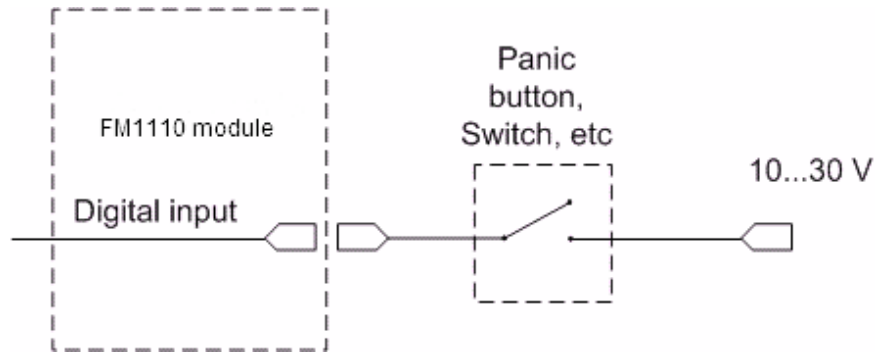 FM1110 module
Digital input
Panic
button,
Switch, etc
10...30 V